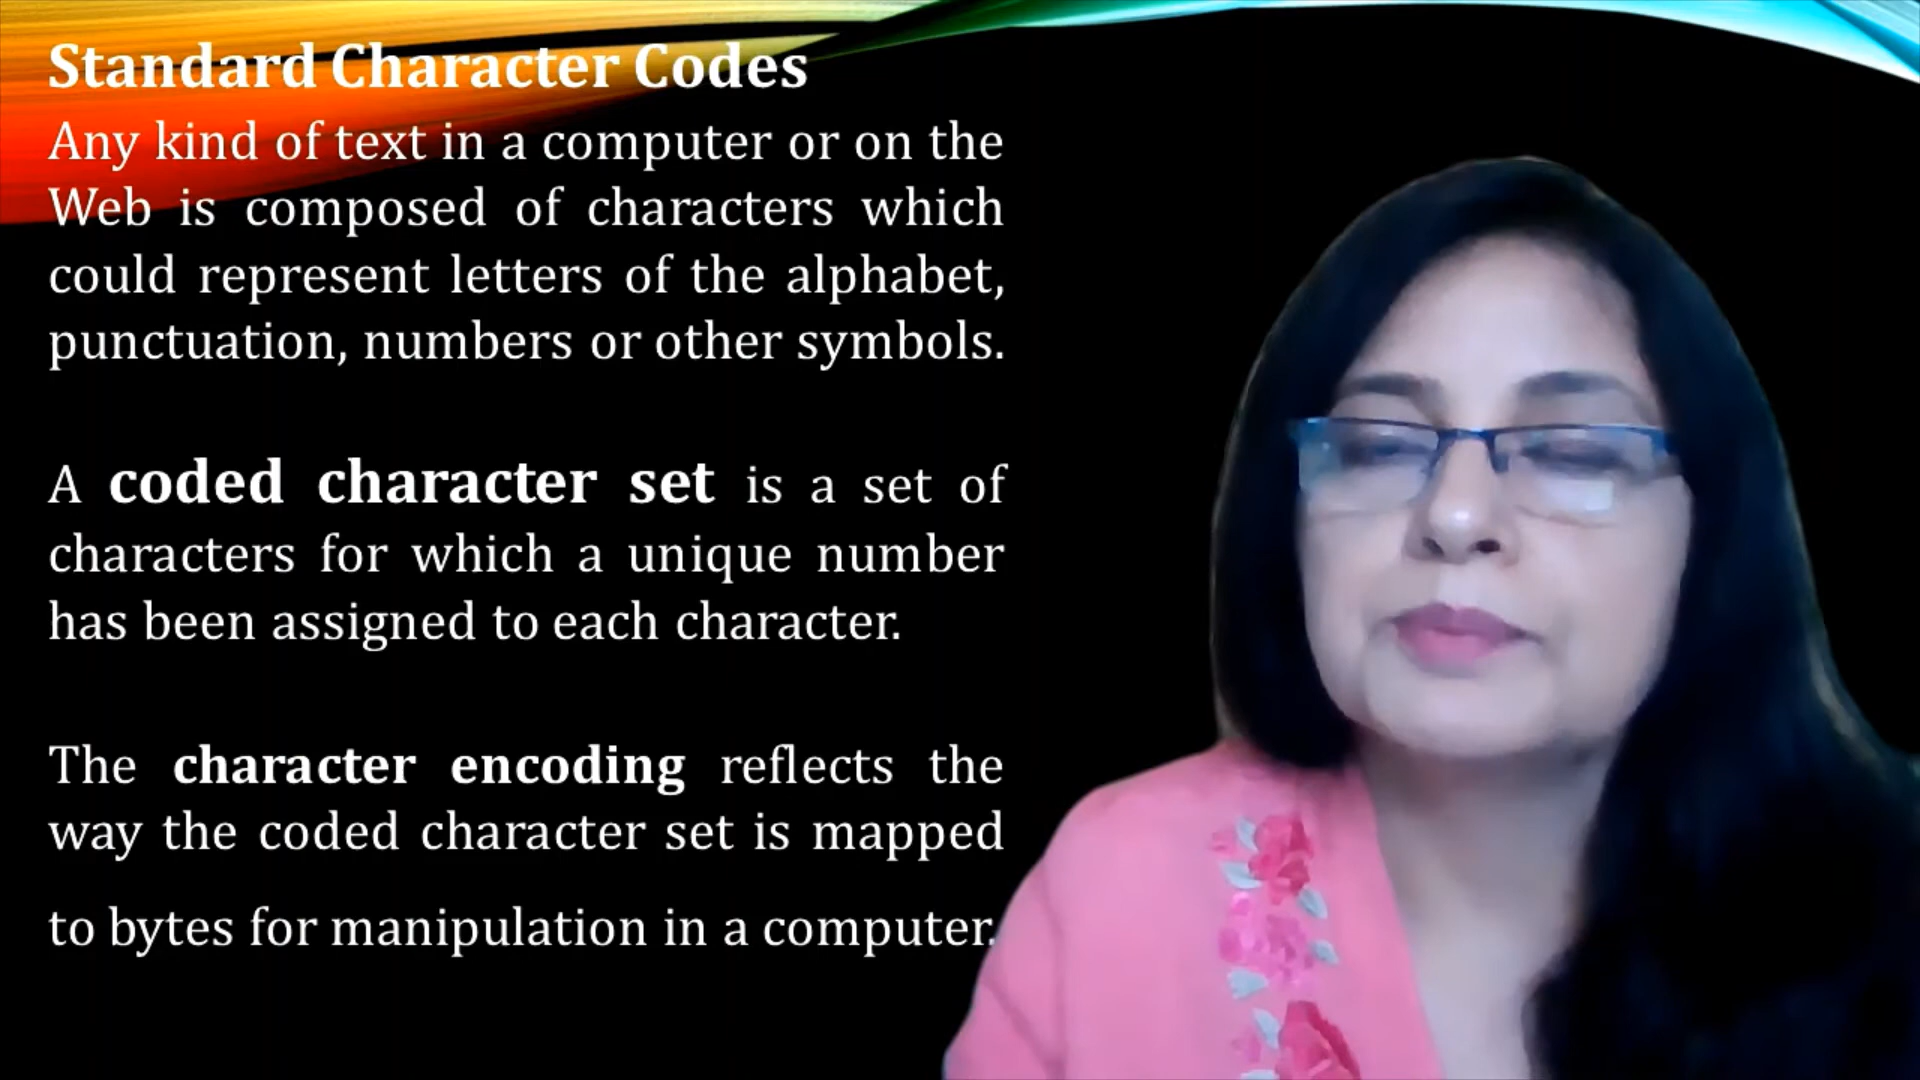 Standard Character Codes
Any kind of text in a computer or on the
Web is composed of characters which
could represent letters of the alphabet,
punctuation, numbers or other symbols.
A coded character set is a set of
characters for which a unique number
has been assigned to each character.
The character encoding reflects the
way the coded character set is mapped
to bytes for manipulation in a computer.